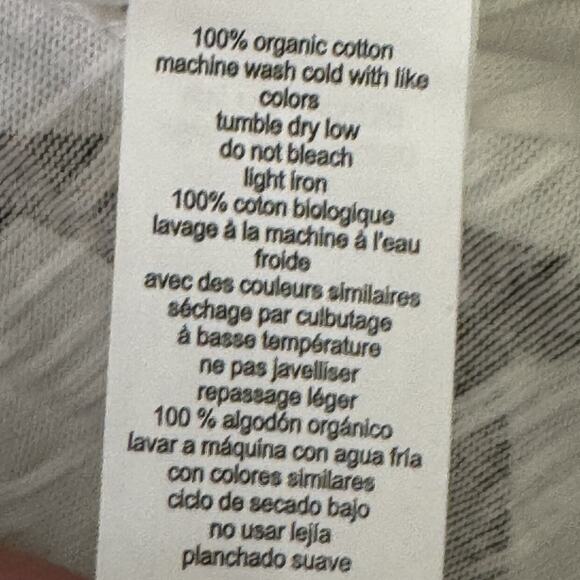 100% organic cotton
machine wash cold with like
colors
tumble dry low
do not bleach
light iron
100% coton biologique
lavage à la machine à l'eau
froide
avec des couleurs similaires
séchage par culbutage
à basse température
ne pas javelliser
repassage léger
100 % algodón orgánico
lavar a máquina con agua fría
con colores similares
ciclo de secado bajo
no usar lejía
planchado suave